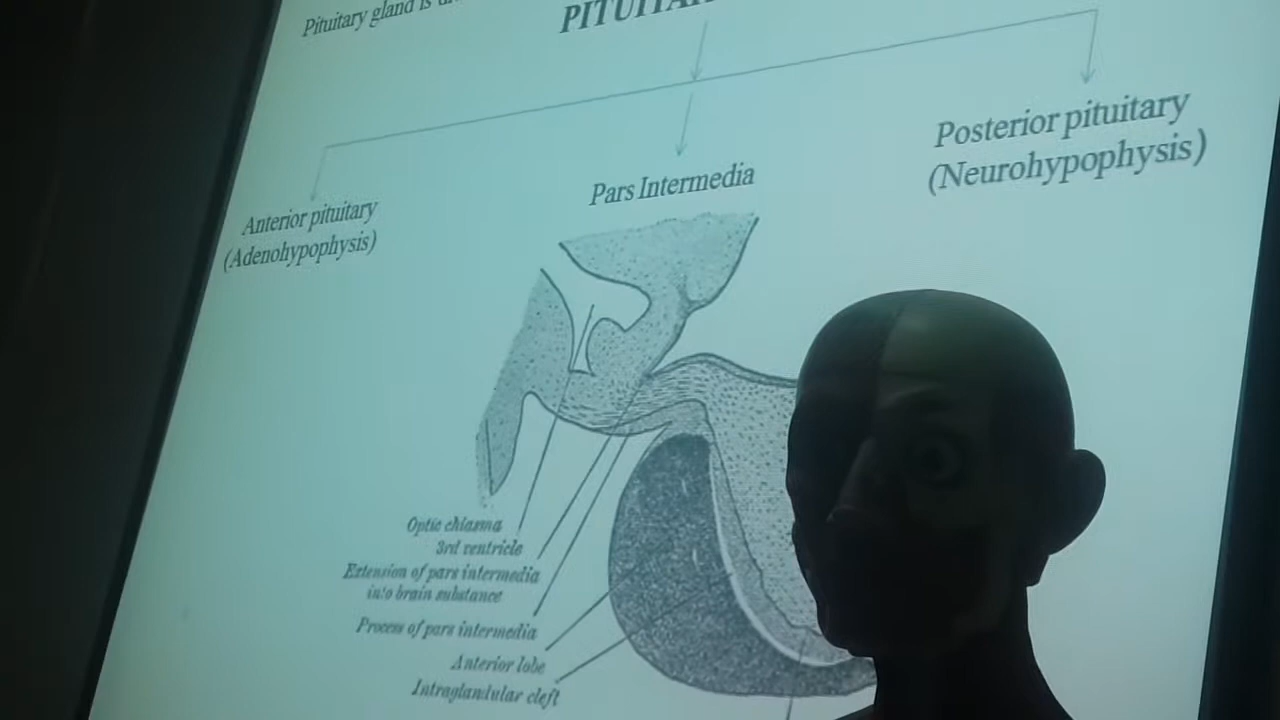 Pituitary gland is
PITUITAR
Posterior pituitary
(Neurohypophysis)
Pars Intermedia
Anterior pituitary
(Adenohypophysis)
Optic chiasma
3rd ventricle
Extension of pars intermedia
into brain substance
Process of pars intermedia
Anterior lobe
Intraglandular cleft